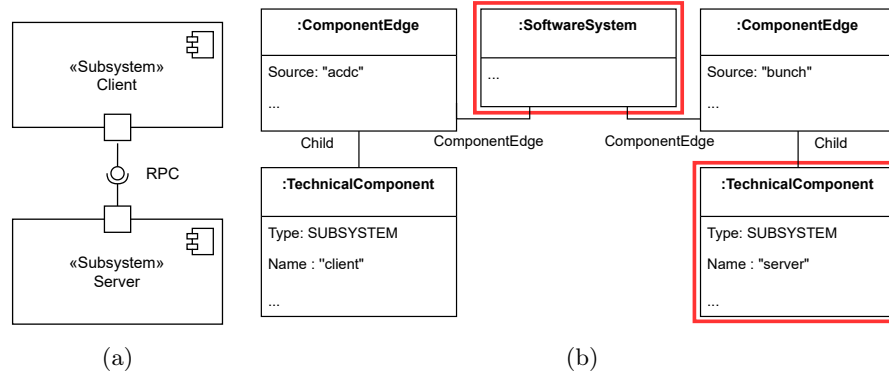 «Subsystem»
Client
RPC
«Subsystem»
Server
(a)
:ComponentEdge
Source: "acdc"
...
:SoftwareSystem
...
:ComponentEdge
Source: "bunch"
...
Child
ComponentEdge
ComponentEdge
Child
:TechnicalComponent
Type: SUBSYSTEM
Name : "client"
...
:TechnicalComponent
Type: SUBSYSTEM
Name : "server"
...
(b)